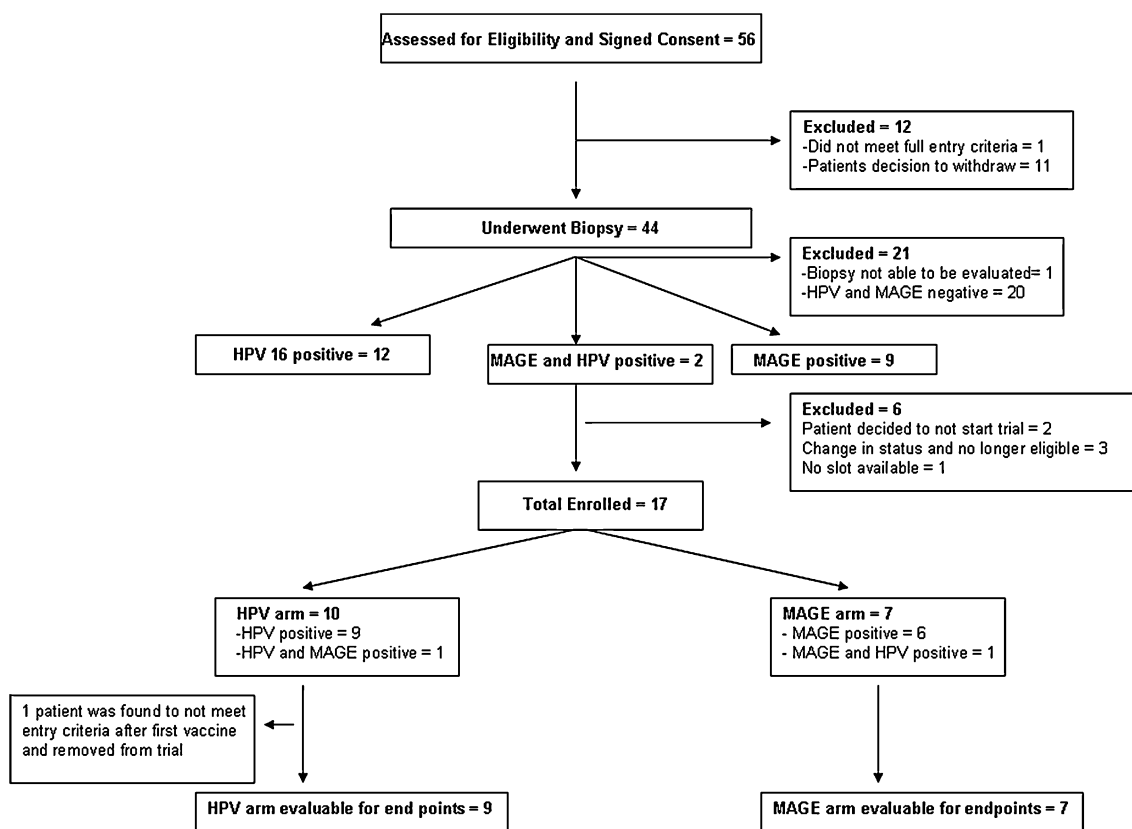 Assessed for Eligibility and Signed Consent = 56
Excluded = 12
-Did not meet full entry criteria = 1
-Patients decision to withdraw = 11
Underwent Biopsy = 44
Excluded = 21
-Biopsy not able to be evaluated= 1
-HPV and MAGE negative = 20
HPV 16 positive = 12
MAGE and HPV positive = 2
MAGE positive = 9
Excluded = 6
Patient decided to not start trial = 2
Change in status and no longer eligible = 3
No slot available = 1
Total Enrolled = 17
HPV arm = 10
-HPV positive = 9
-HPV and MAGE positive = 1
MAGE arm = 7
- MAGE positive = 6
- MAGE and HPV positive = 1
1 patient was found to not meet
entry criteria after first vaccine
and removed from trial
HPV arm evaluable for end points = 9
MAGE arm evaluable for endpoints = 7